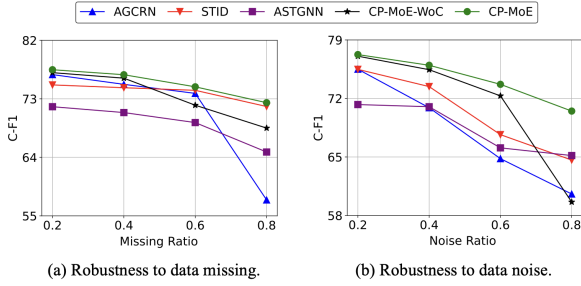 AGCRN STID ASTGNN CP-MoE-WoC CP-MoE
82
73
64
55
C-F1
0.2 0.4 0.6 0.8
Missing Ratio
(a) Robustness to data missing.
79
72
65
58
C-F1
0.2 0.4 0.6 0.8
Noise Ratio
(b) Robustness to data noise.